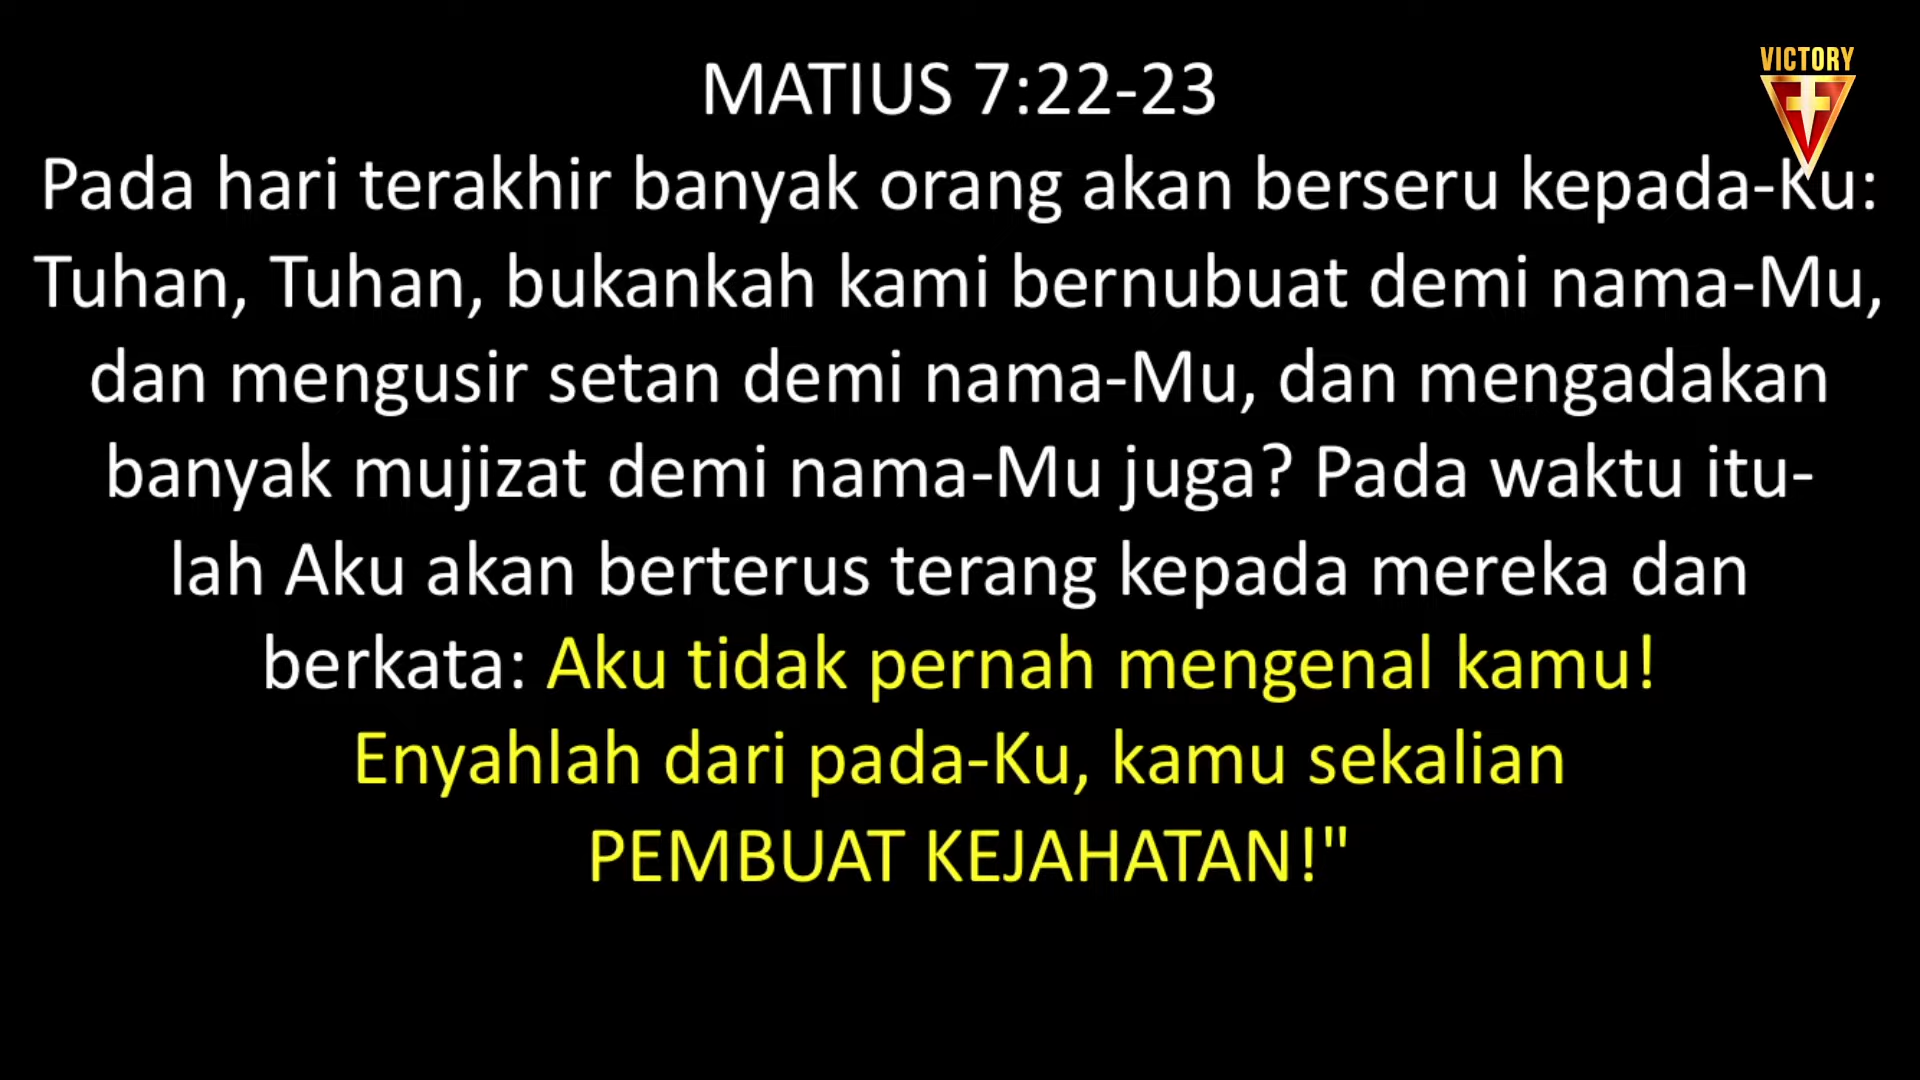 VICTORY
MATIUS 7:22-23
Pada hari terakhir banyak orang akan berseru kepada-Ku:
Tuhan, Tuhan, bukankah kami bernubuat demi nama-Mu,
dan mengusir setan demi nama-Mu, dan mengadakan
banyak mujizat demi nama-Mu juga? Pada waktu itu-
lah Aku akan berterus terang kepada mereka dan
berkata: Aku tidak pernah mengenal kamu!
Enyahlah dari pada-Ku, kamu sekalian
PEMBUAT KEJAHATAN!"